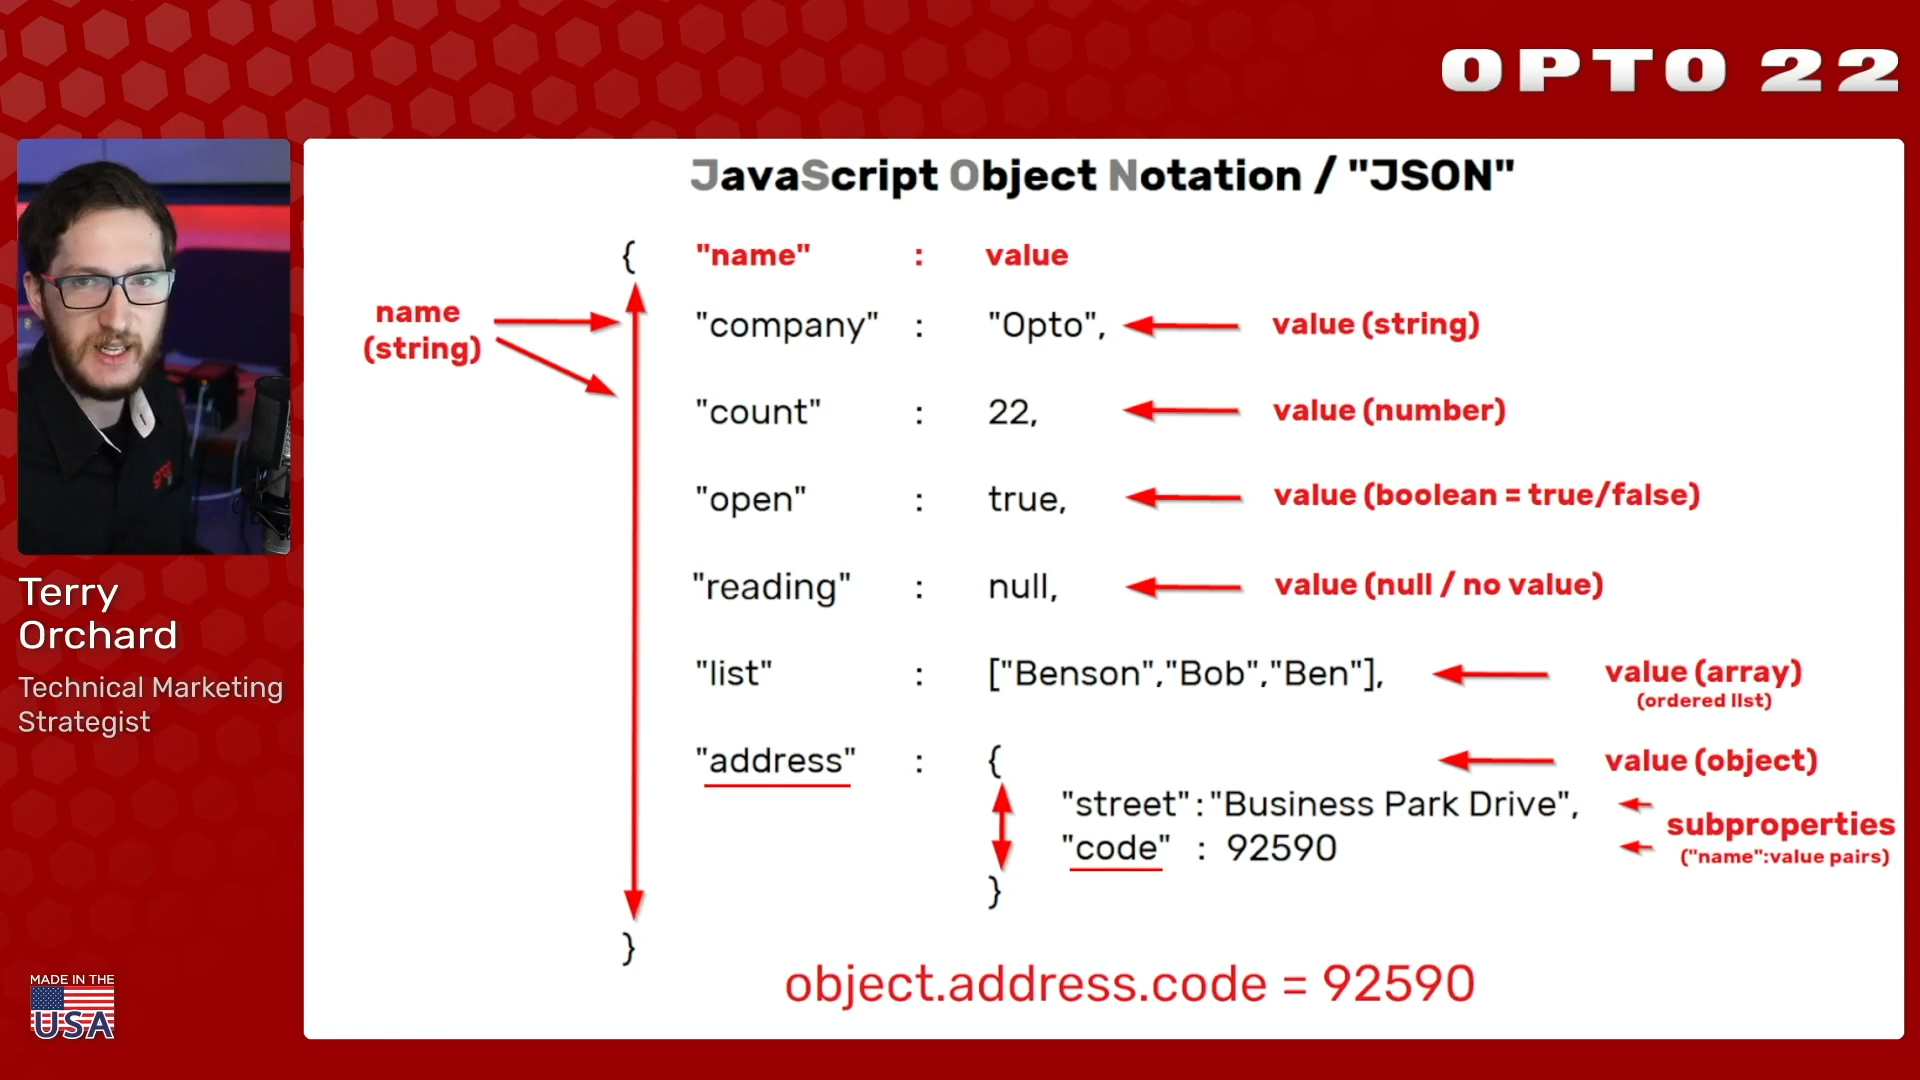 OPTO 22
JavaScript Object Notation / "JSON"
{ "name" : value
name
(string)
"company" : "Opto", value (string)
"count" : 22, value (number)
"open" : true, value (boolean = true/false)
"reading" : null, value (null / no value)
"list" : ["Benson","Bob","Ben"], value (array)
(ordered list)
"address" : { value (object)
"street":"Business Park Drive",
"code" : 92590
subproperties
("name":value pairs)
}
}
object.address.code = 92590
Terry
Orchard
Technical Marketing
Strategist
MADE IN THE
USA